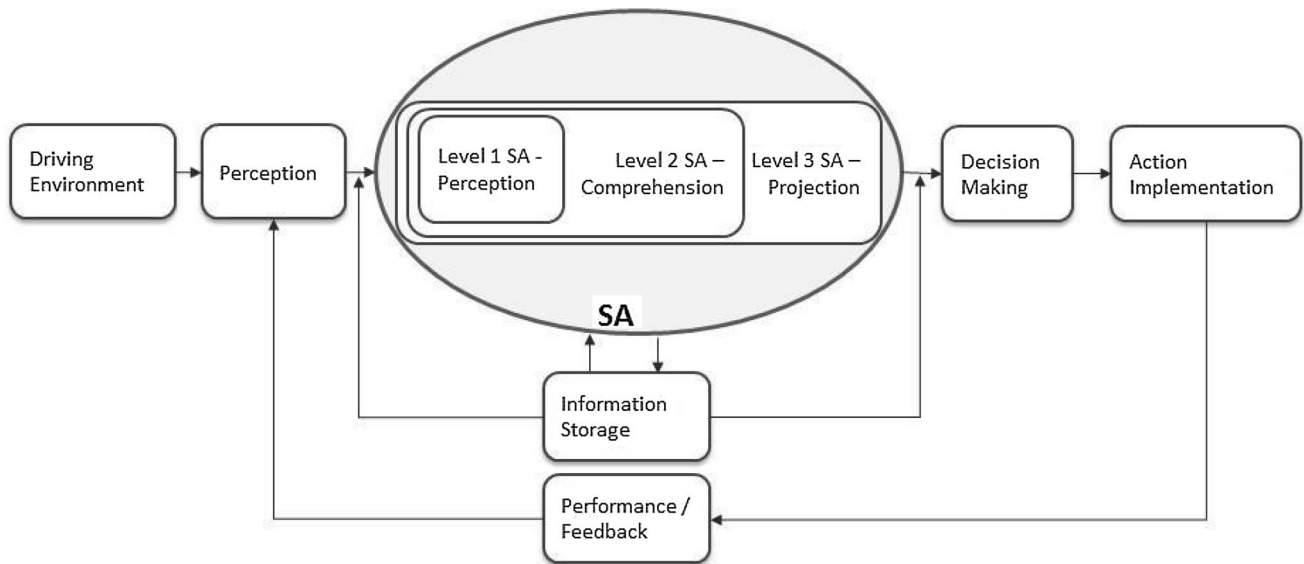 Driving
Environment
Perception
Level 1 SA -
Perception
Level 2 SA –
Comprehension
Level 3 SA –
Projection
Decision
Making
Action
Implementation
SA
Information
Storage
Performance /
Feedback